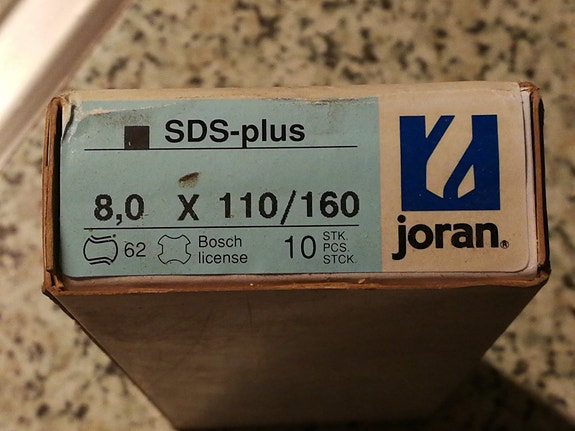 SDS-plus
8,0 X 110/160
62 Bosch license 10 STK. PCS. STCK.
joran®